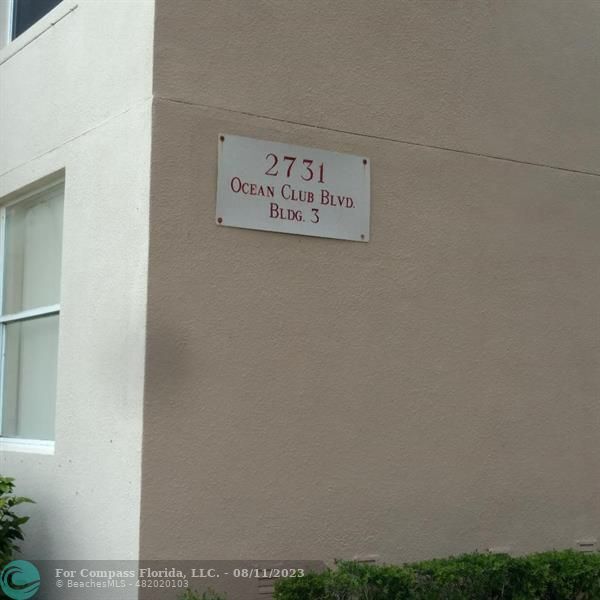 2731
OCEAN CLUB BLVD.
BLDG. 3
For Compass Florida, LLC. - 08/11/2023
© BeachesMLS - 482020103